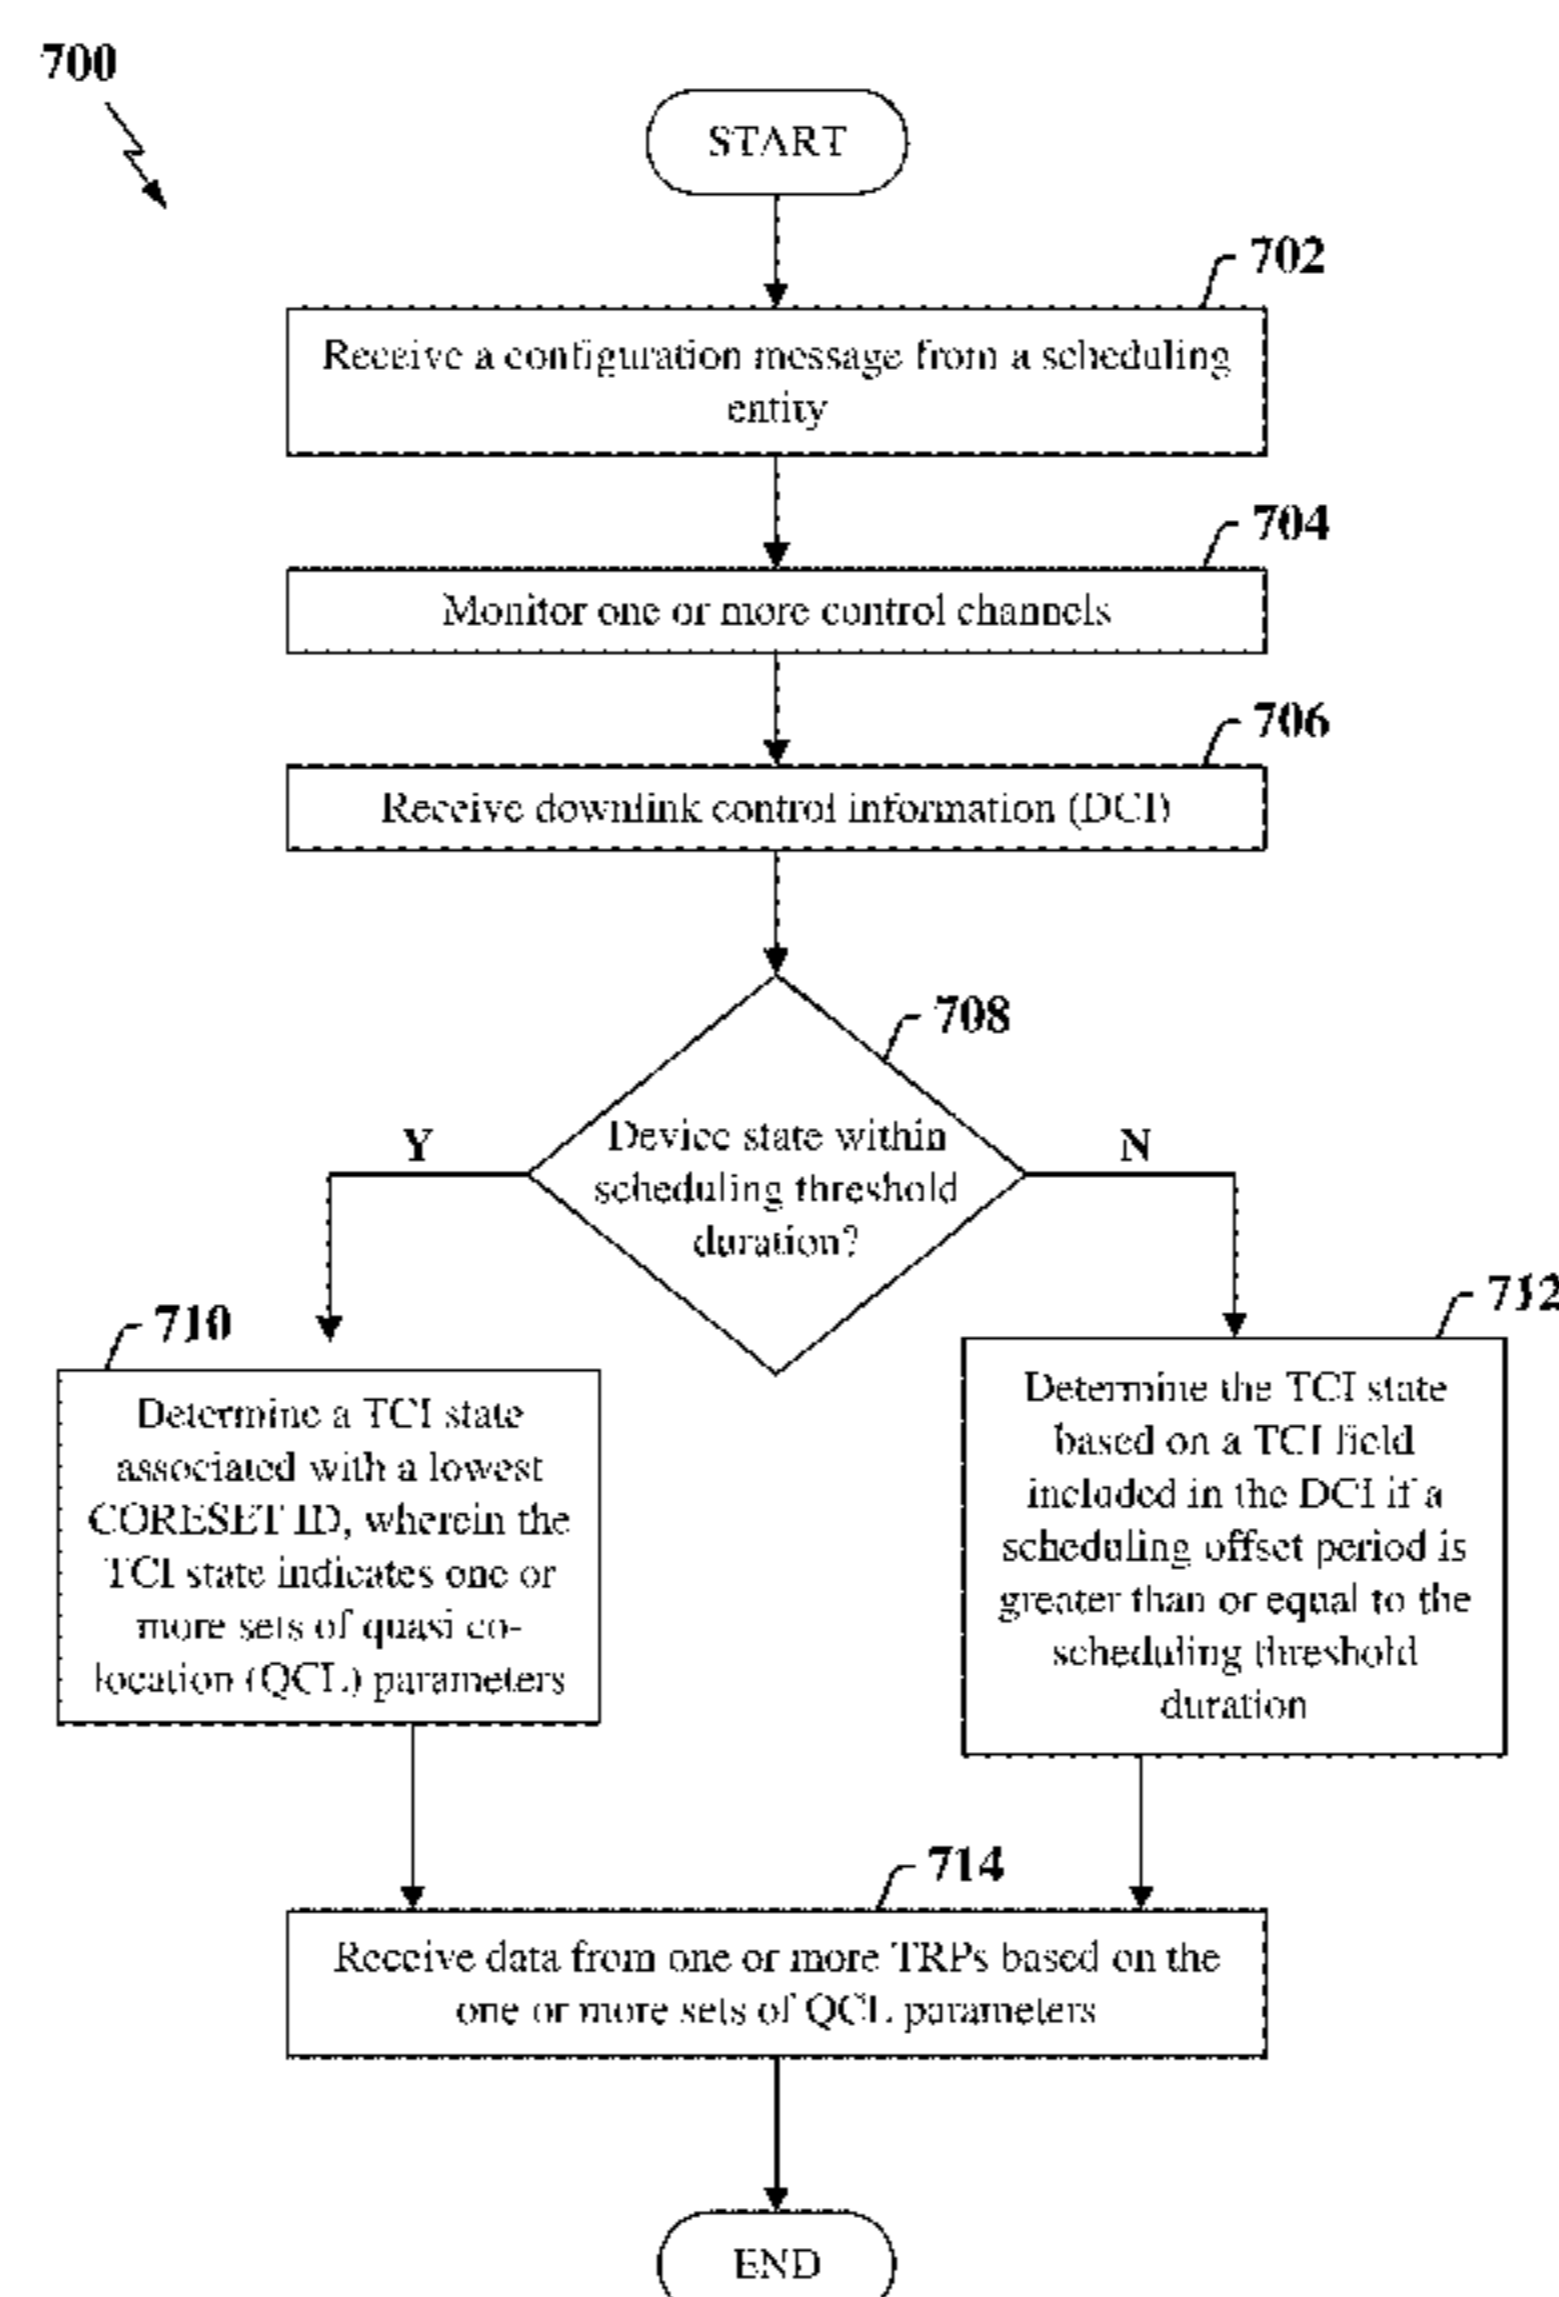 700
START
702
Receive a configuration message from a scheduling
entity
704
Monitor one or more control channels
706
Receive downlink control information (DCI)
708
Device state within
scheduling threshold
duration?
Y
N
710
Determine a TCI state
associated with a lowest
CORESET ID, wherein the
TCI state indicates one or
more sets of quasi co-
location (QCL) parameters
712
Determine the TCI state
based on a TCI field
included in the DCI if a
scheduling offset period is
greater than or equal to the
scheduling threshold
duration
714
Receive data from one or more TRPs based on the
one or more sets of QCL parameters
END